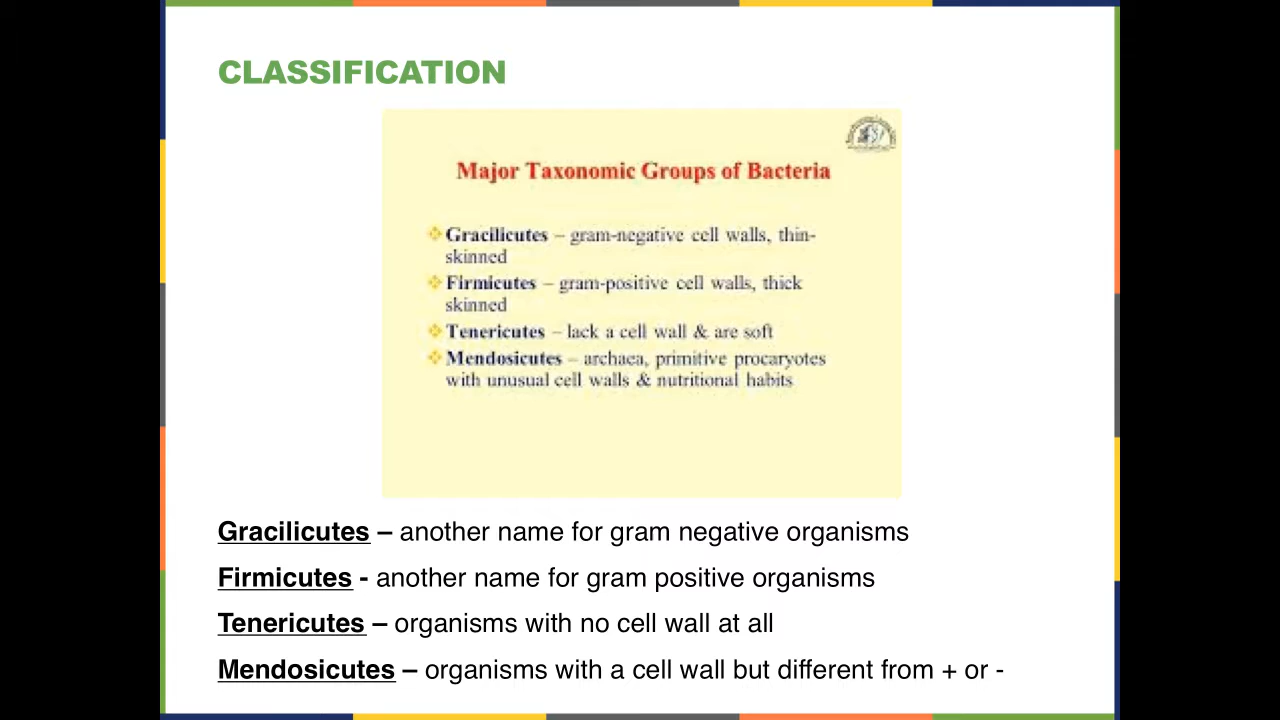 CLASSIFICATION
Major Taxonomic Groups of Bacteria
Gracilicutes – gram-negative cell walls, thin-
skinned
Firmicutes – gram-positive cell walls, thick
skinned
Tenericutes – lack a cell wall & are soft
Mendosicutes – archaea, primitive procaryotes
with unusual cell walls & nutritional habits
Gracilicutes – another name for gram negative organisms
Firmicutes - another name for gram positive organisms
Tenericutes – organisms with no cell wall at all
Mendosicutes – organisms with a cell wall but different from + or -